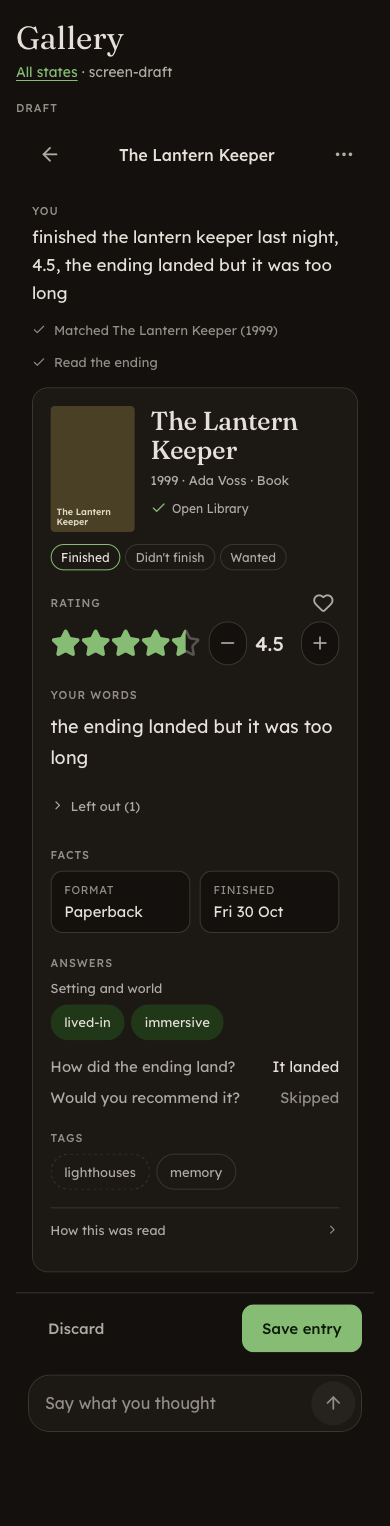 Gallery
All states · screen-draft
DRAFT
The Lantern Keeper
YOU
finished the lantern keeper last night,
4.5, the ending landed but it was too
long
Matched The Lantern Keeper (1999)
Read the ending
The Lantern
Keeper
1999 · Ada Voss · Book
Open Library
The Lantern
Keeper
Finished
Didn't finish
Wanted
RATING
4.5
YOUR WORDS
the ending landed but it was too
long
Left out (1)
FACTS
FORMAT
Paperback
FINISHED
Fri 30 Oct
ANSWERS
Setting and world
lived-in
immersive
How did the ending land? It landed
Would you recommend it? Skipped
TAGS
lighthouses
memory
How this was read
Discard
Save entry
Say what you thought